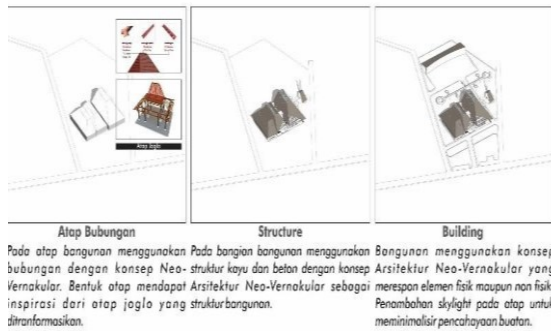 Atap Joglo
Atap Bubungan
Pada atap bangunan menggunakan
bubungan dengan konsep Neo-
Vernakular. Bentuk atap mendapat
inspirasi dari atap joglo yang
ditranformasikan.
Structure
Pada bangian bangunan menggunakan
struktur kayu dan beton dengan konsep
Arsitektur Neo-Vernakular sebagai
struktur bangunan.
Building
Bangunan menggunakan konsep
Arsitektur Neo-Vernakular yang
merespon elemen fisik maupun non fisik.
Penambahan skylight pada atap untuk
meminimalisir pencahayaan buatan.